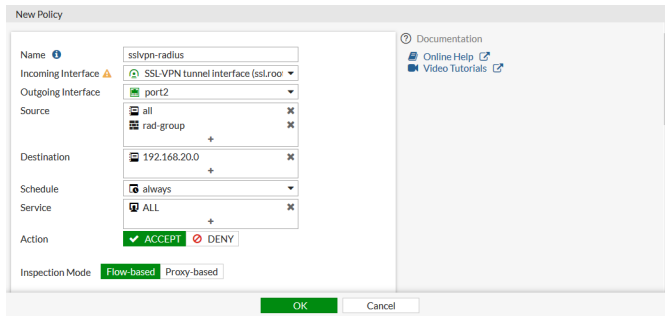 New Policy
Name
sslvpn-radius
Incoming Interface
SSL-VPN tunnel interface (ssl.roo
Outgoing Interface
port2
Source
all
rad-group
+
Destination
192.168.20.0
+
Schedule
always
Service
ALL
+
Action
ACCEPT
DENY
Inspection Mode
Flow-based
Proxy-based
OK
Cancel
Documentation
Online Help
Video Tutorials